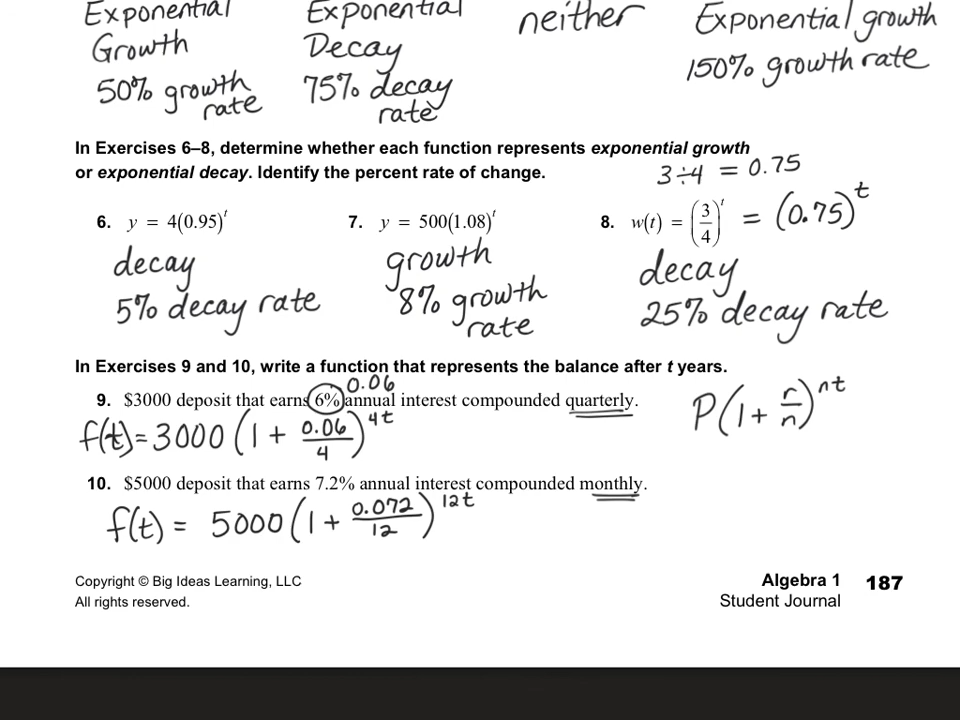 Exponential Exponential neither Exponential growth
Growth Decay 150% growth rate
50% growth 75% decay
rate rate
In Exercises 6–8, determine whether each function represents exponential growth
or exponential decay. Identify the percent rate of change.
3÷4 = 0.75
6. y = 4(0.95)^t 7. y = 500(1.08)^t 8. w(t) = (3/4)^t = (0.75)^t
decay growth decay
5% decay rate 8% growth 25% decay rate
rate
In Exercises 9 and 10, write a function that represents the balance after t years.
0.06
9. $3000 deposit that earns 6% annual interest compounded quarterly. P(1 + r/n)^nt
f(t) = 3000 (1 + 0.06/4)^4t
10. $5000 deposit that earns 7.2% annual interest compounded monthly.
f(t) = 5000 (1 + 0.072/12)^12t
Copyright © Big Ideas Learning, LLC Algebra 1 187
All rights reserved. Student Journal